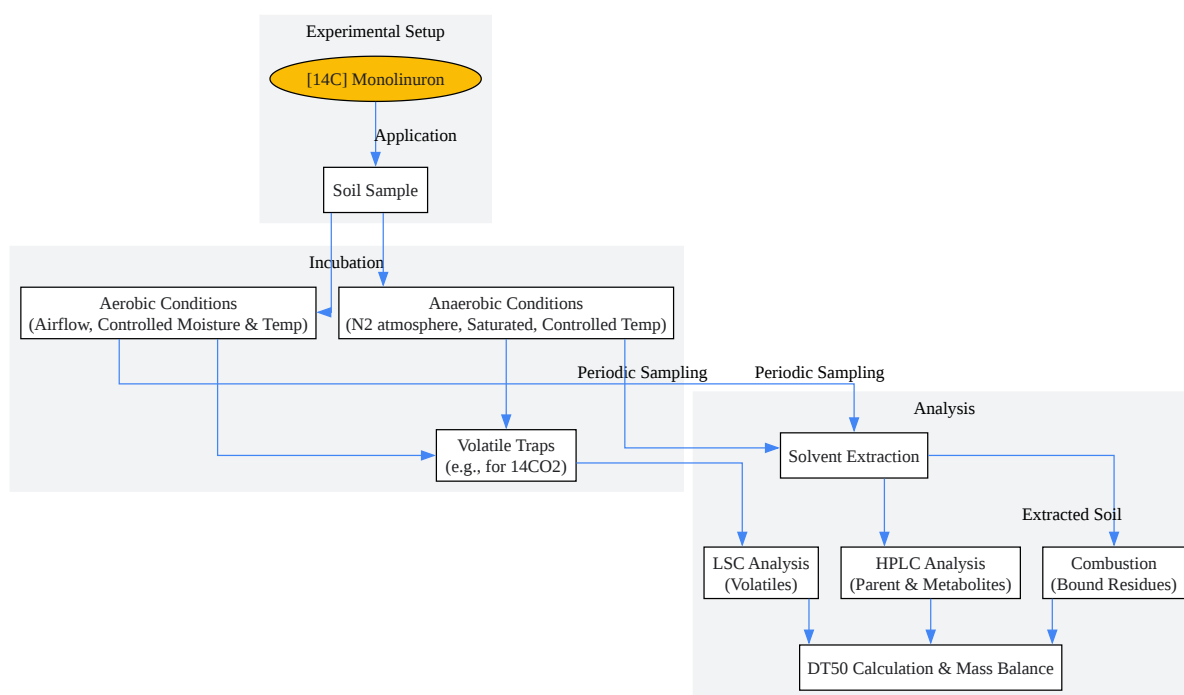 Experimental Setup
[14C] Monolinuron
Application
Soil Sample
Incubation
Aerobic Conditions
(Airflow, Controlled Moisture & Temp)
Anaerobic Conditions
(N2 atmosphere, Saturated, Controlled Temp)
Periodic Sampling
Periodic Sampling
Analysis
Volatile Traps
(e.g., for 14CO2)
Solvent Extraction
Extracted Soil
LSC Analysis
(Volatiles)
HPLC Analysis
(Parent & Metabolites)
Combustion
(Bound Residues)
DT50 Calculation & Mass Balance